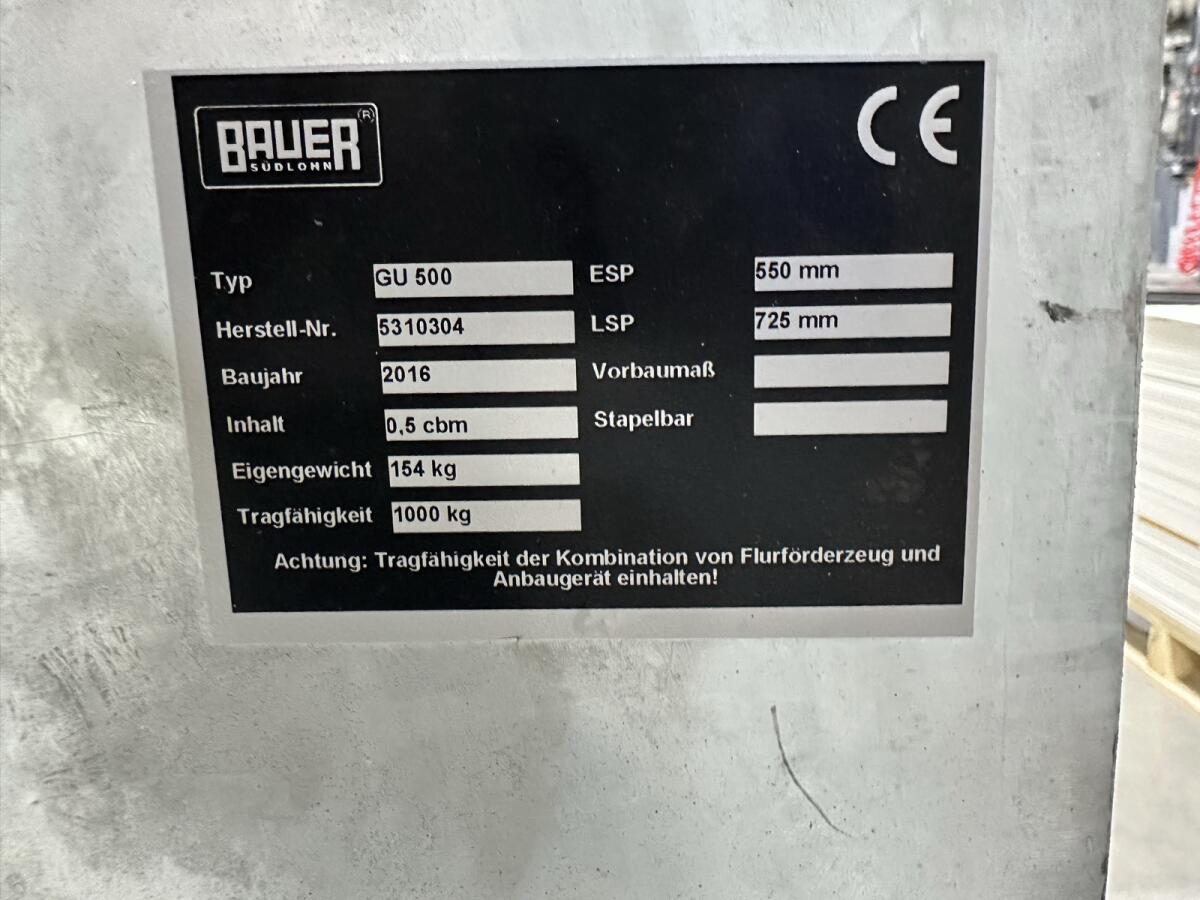 BAUER ®
SÜDLOHN
CE
Typ GU 500 ESP 550 mm
Herstell-Nr. 5310304 LSP 725 mm
Baujahr 2016 Vorbaumaß
Inhalt 0,5 cbm Stapelbar
Eigengewicht 154 kg
Tragfähigkeit 1000 kg
Achtung: Tragfähigkeit der Kombination von Flurförderzeug und
Anbaugerät einhalten!